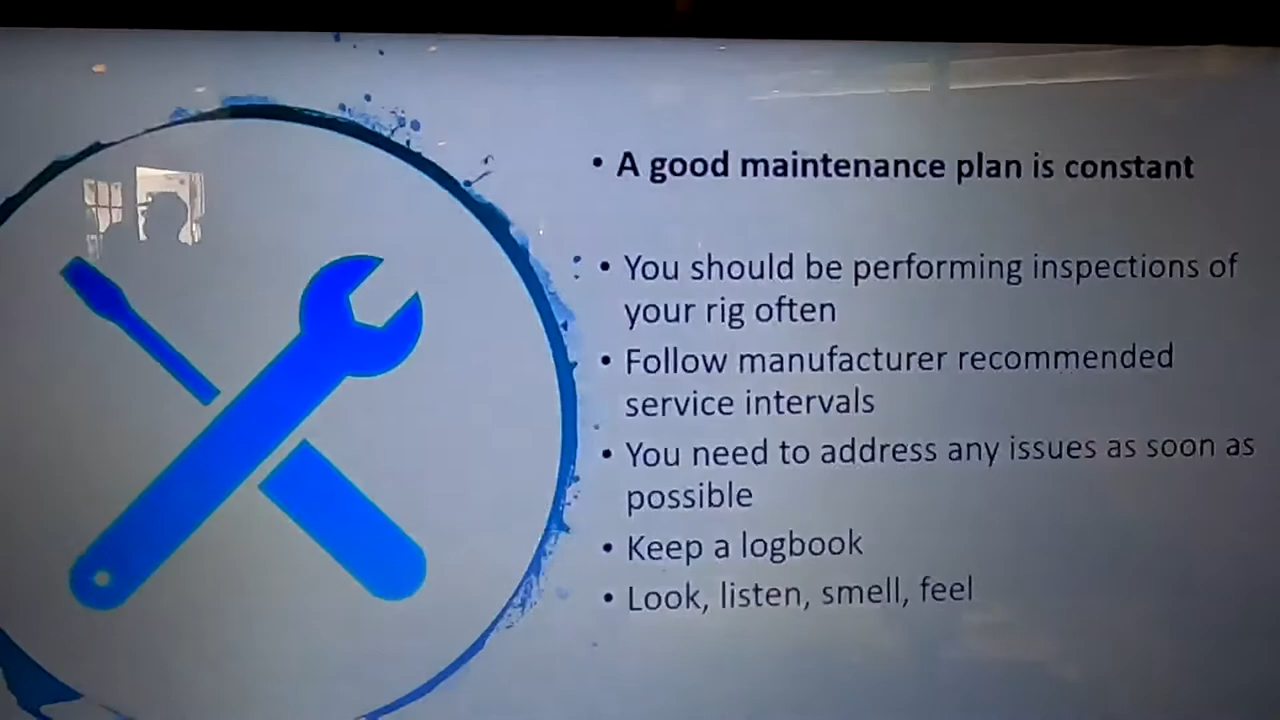 • A good maintenance plan is constant
• You should be performing inspections of
your rig often
• Follow manufacturer recommended
service intervals
• You need to address any issues as soon as
possible
• Keep a logbook
• Look, listen, smell, feel